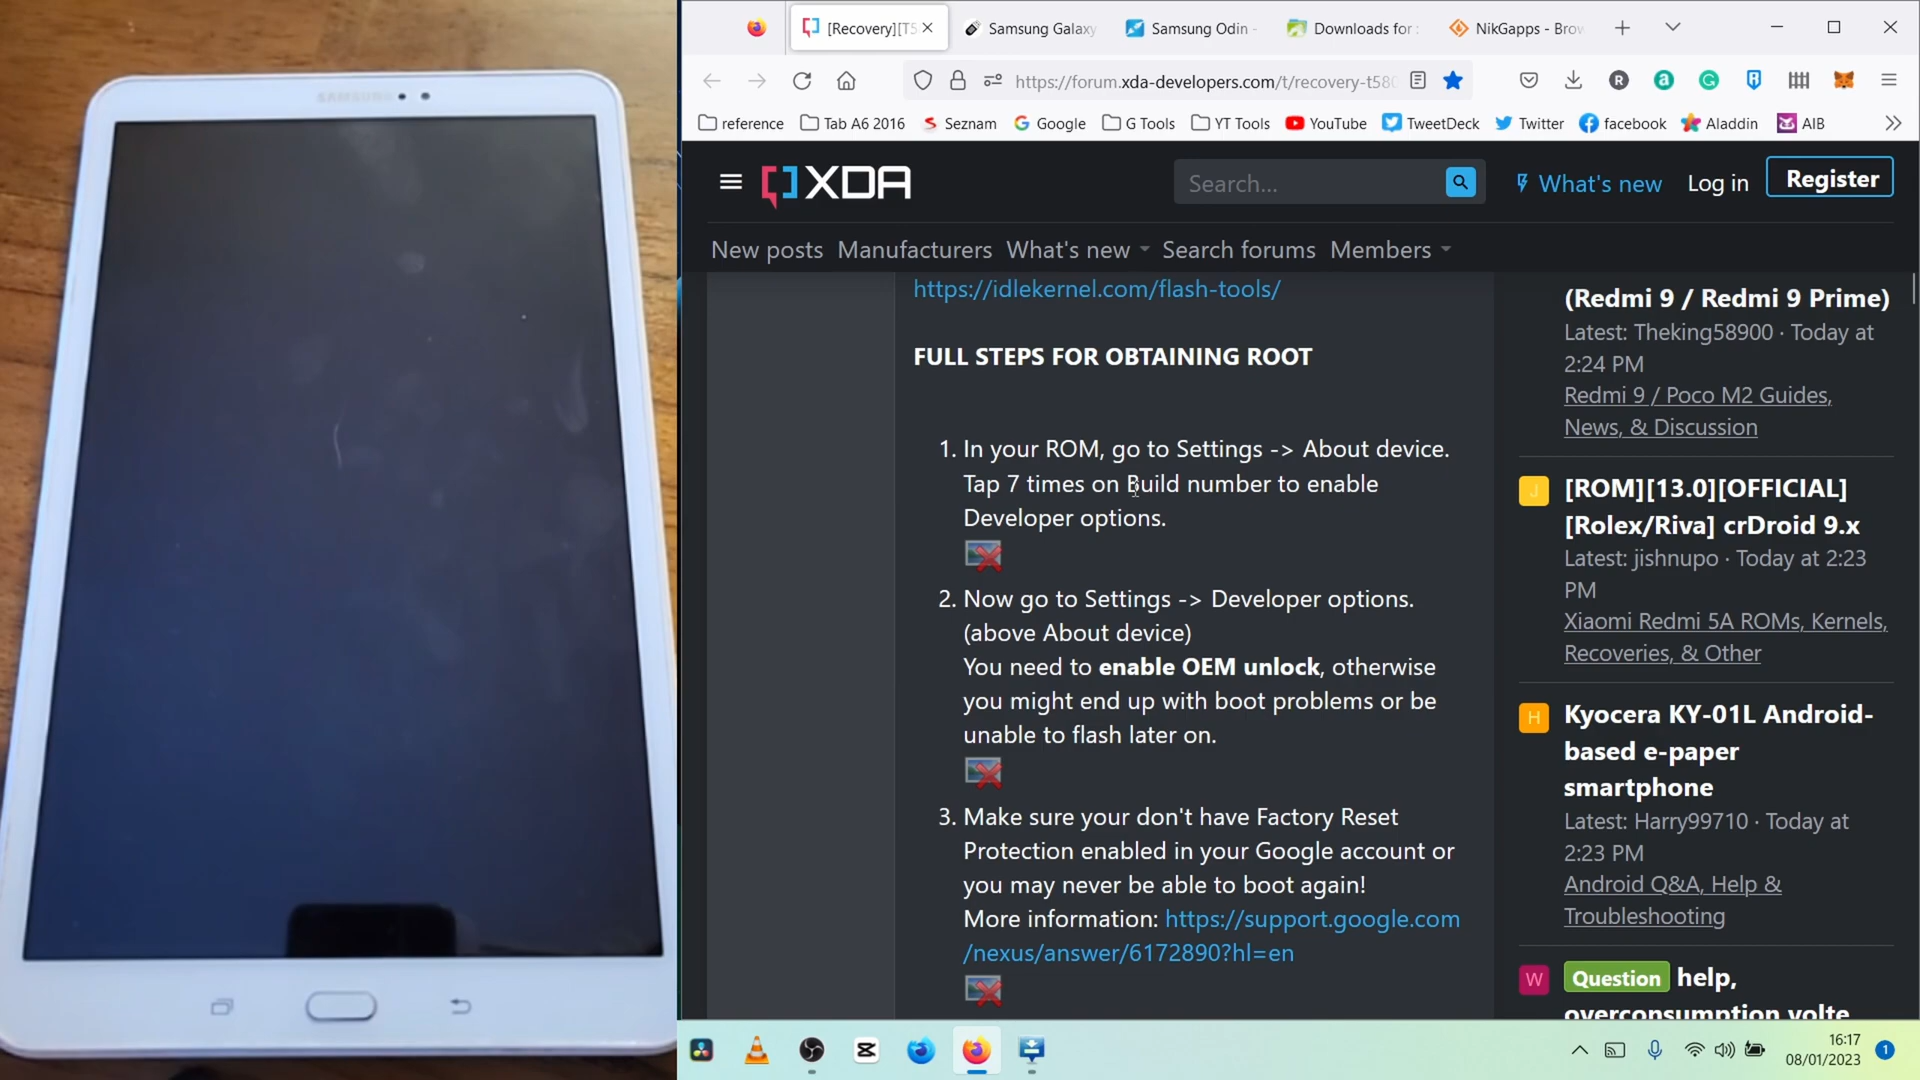 SAMSUNG
[Recovery][T5
Samsung Galaxy
Samsung Odin -
Downloads for :
NikGapps - Brow
https://forum.xda-developers.com/t/recovery-t580
reference
Tab A6 2016
Seznam
Google
G Tools
YT Tools
YouTube
TweetDeck
Twitter
facebook
Aladdin
AIB
XDA
Search...
What's new
Log in
Register
New posts
Manufacturers
What's new
Search forums
Members
https://idlekernel.com/flash-tools/
FULL STEPS FOR OBTAINING ROOT
1. In your ROM, go to Settings -> About device.
Tap 7 times on Build number to enable
Developer options.
2. Now go to Settings -> Developer options.
(above About device)
You need to enable OEM unlock, otherwise
you might end up with boot problems or be
unable to flash later on.
3. Make sure your don't have Factory Reset
Protection enabled in your Google account or
you may never be able to boot again!
More information: https://support.google.com
/nexus/answer/6172890?hl=en
(Redmi 9 / Redmi 9 Prime)
Latest: Theking58900 · Today at
2:24 PM
Redmi 9 / Poco M2 Guides,
News, & Discussion
J
[ROM][13.0][OFFICIAL]
[Rolex/Riva] crDroid 9.x
Latest: jishnupo · Today at 2:23
PM
Xiaomi Redmi 5A ROMs, Kernels,
Recoveries, & Other
H
Kyocera KY-01L Android-
based e-paper
smartphone
Latest: Harry99710 · Today at
2:23 PM
Android Q&A, Help &
Troubleshooting
W
Question help,
overconsumption volte
16:17
08/01/2023
1